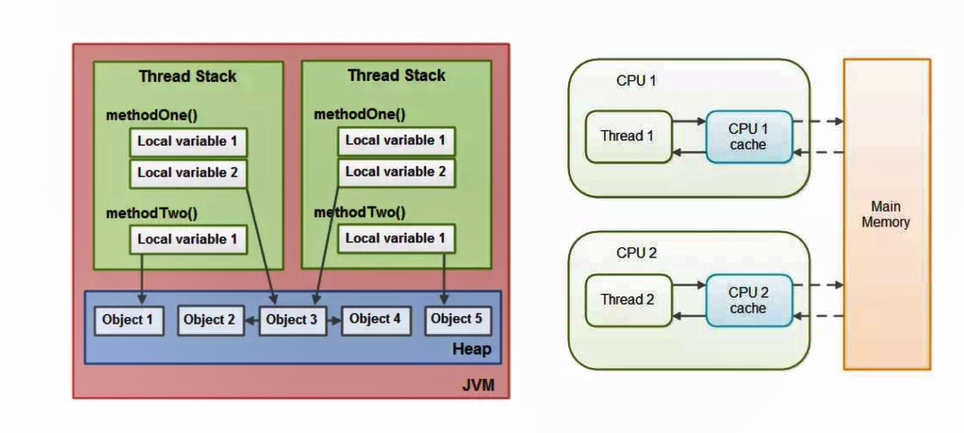 Thread Stack
methodOne()
Local variable 1
Local variable 2
methodTwo()
Local variable 1
Thread Stack
methodOne()
Local variable 1
Local variable 2
methodTwo()
Local variable 1
Object 1
Object 2
Object 3
Object 4
Object 5
Heap
JVM
CPU 1
Thread 1
CPU 1
cache
CPU 2
Thread 2
CPU 2
cache
Main
Memory